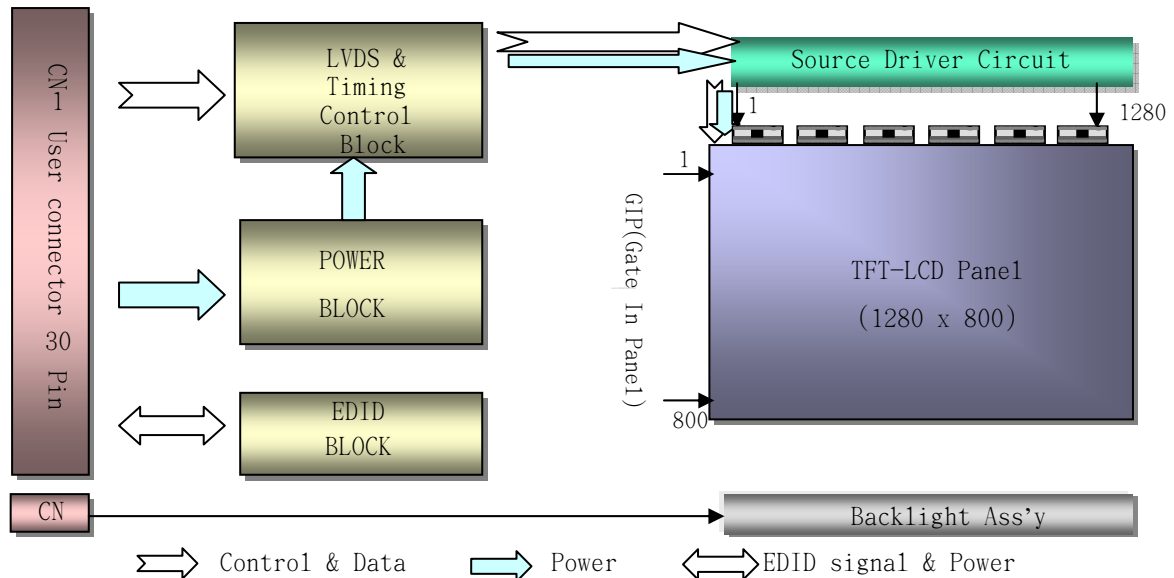 CN1 User connector 30 Pin
LVDS &
Timing
Control
Block
POWER
BLOCK
EDID
BLOCK
Source Driver Circuit
1
1280
1
GIP(Gate In Panel)
800
TFT-LCD Panel
(1280 x 800)
CN
Backlight Ass'y
Control & Data
Power
EDID signal & Power